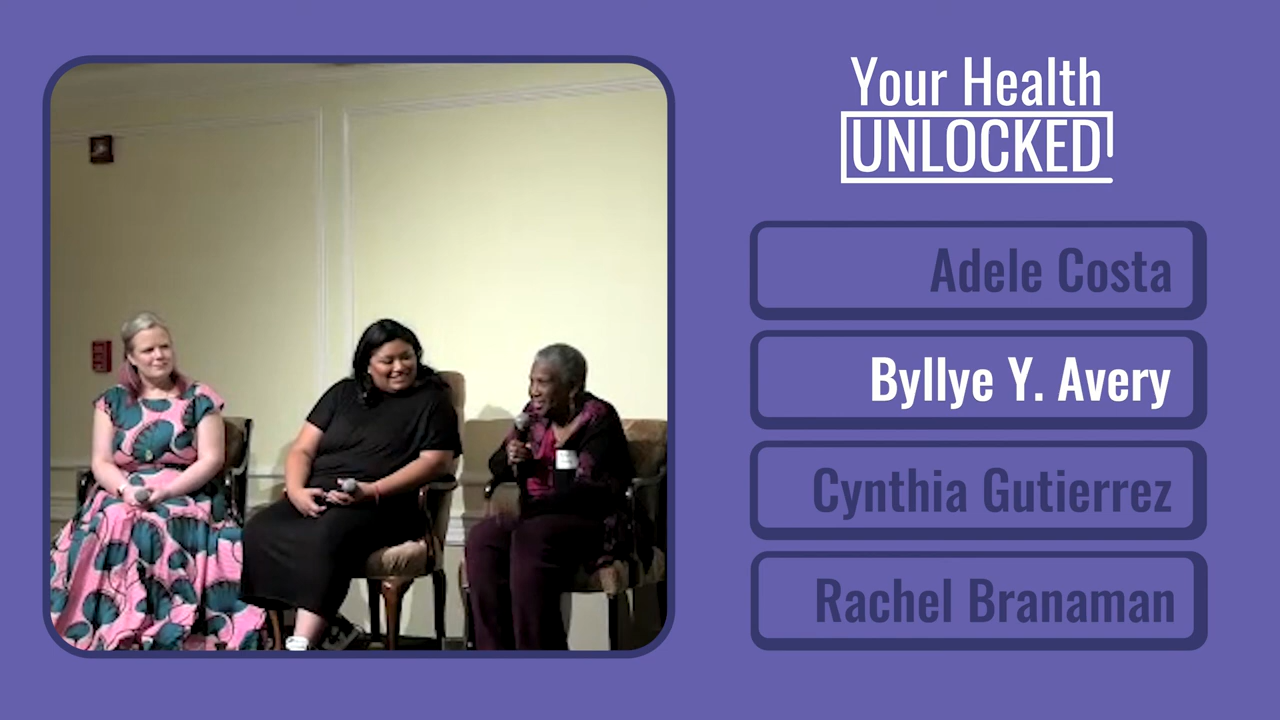 Your Health
UNLOCKED
Adele Costa
Byllye Y. Avery
Cynthia Gutierrez
Rachel Branaman